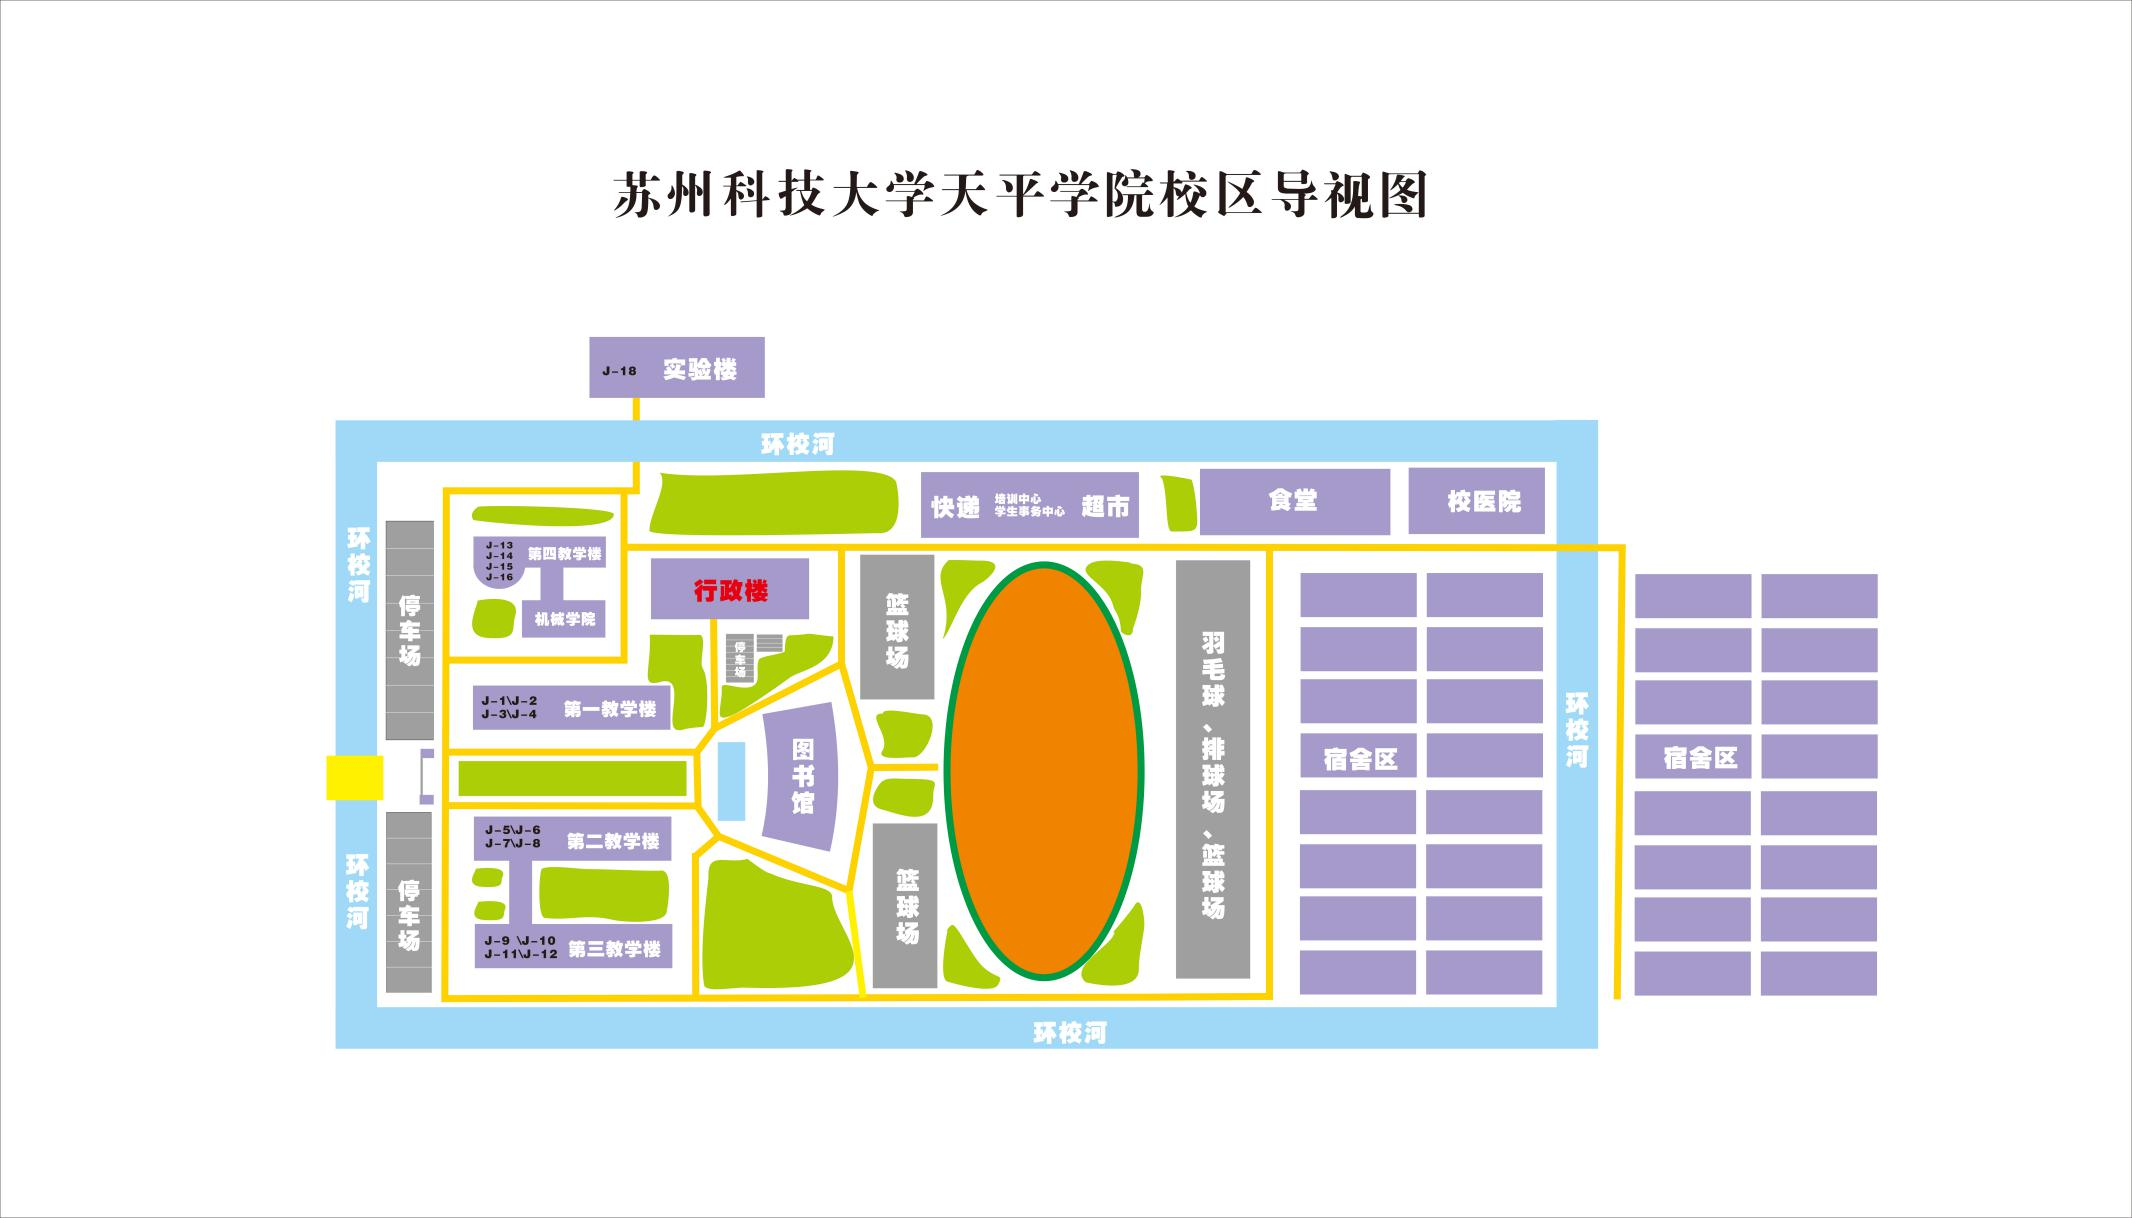 苏州科技大学天平学院校区导视图
J-18 实验楼
环校河
快递 培训中心 超市
学生事务中心
食堂
校医院
环校河
停车场
J-13
J-14
J-15
J-16
第四教学楼
机械学院
行政楼
停车场
篮球场
羽毛球、排球场、篮球场
J-1\J-2
J-3\J-4
第一教学楼
图书馆
宿舍区
环校河
宿舍区
环校河
停车场
J-5\J-6
J-7\J-8
第二教学楼
J-9 \J-10
J-11\J-12
第三教学楼
篮球场
环校河